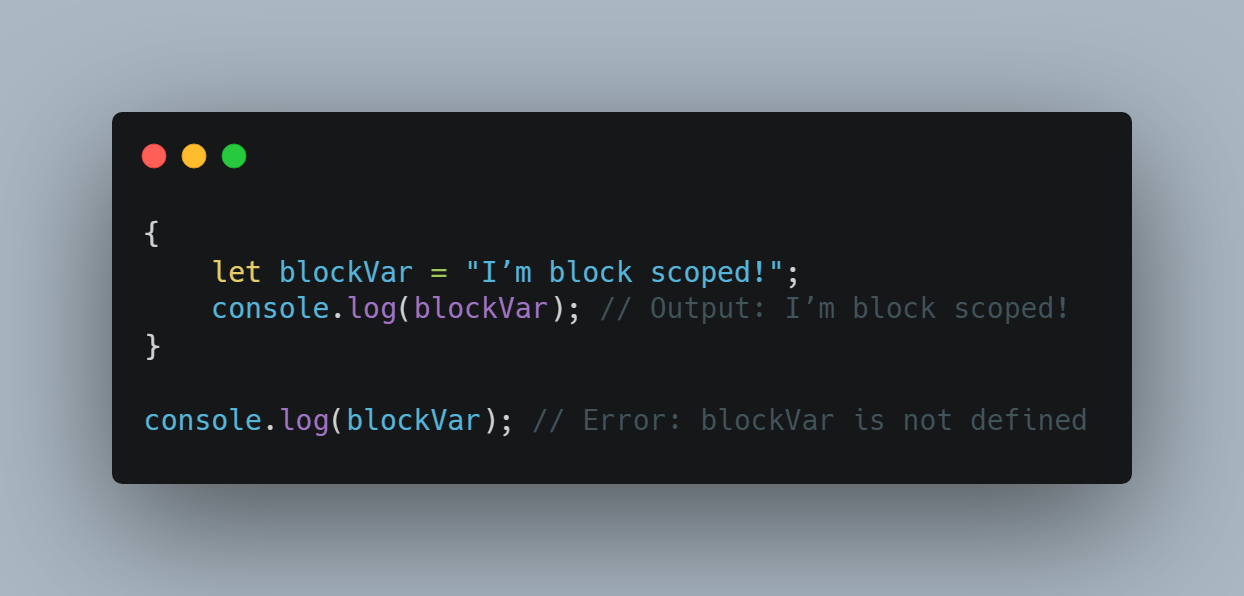 {
    let blockVar = "I’m block scoped!";
    console.log(blockVar); // Output: I’m block scoped!
}

console.log(blockVar); // Error: blockVar is not defined